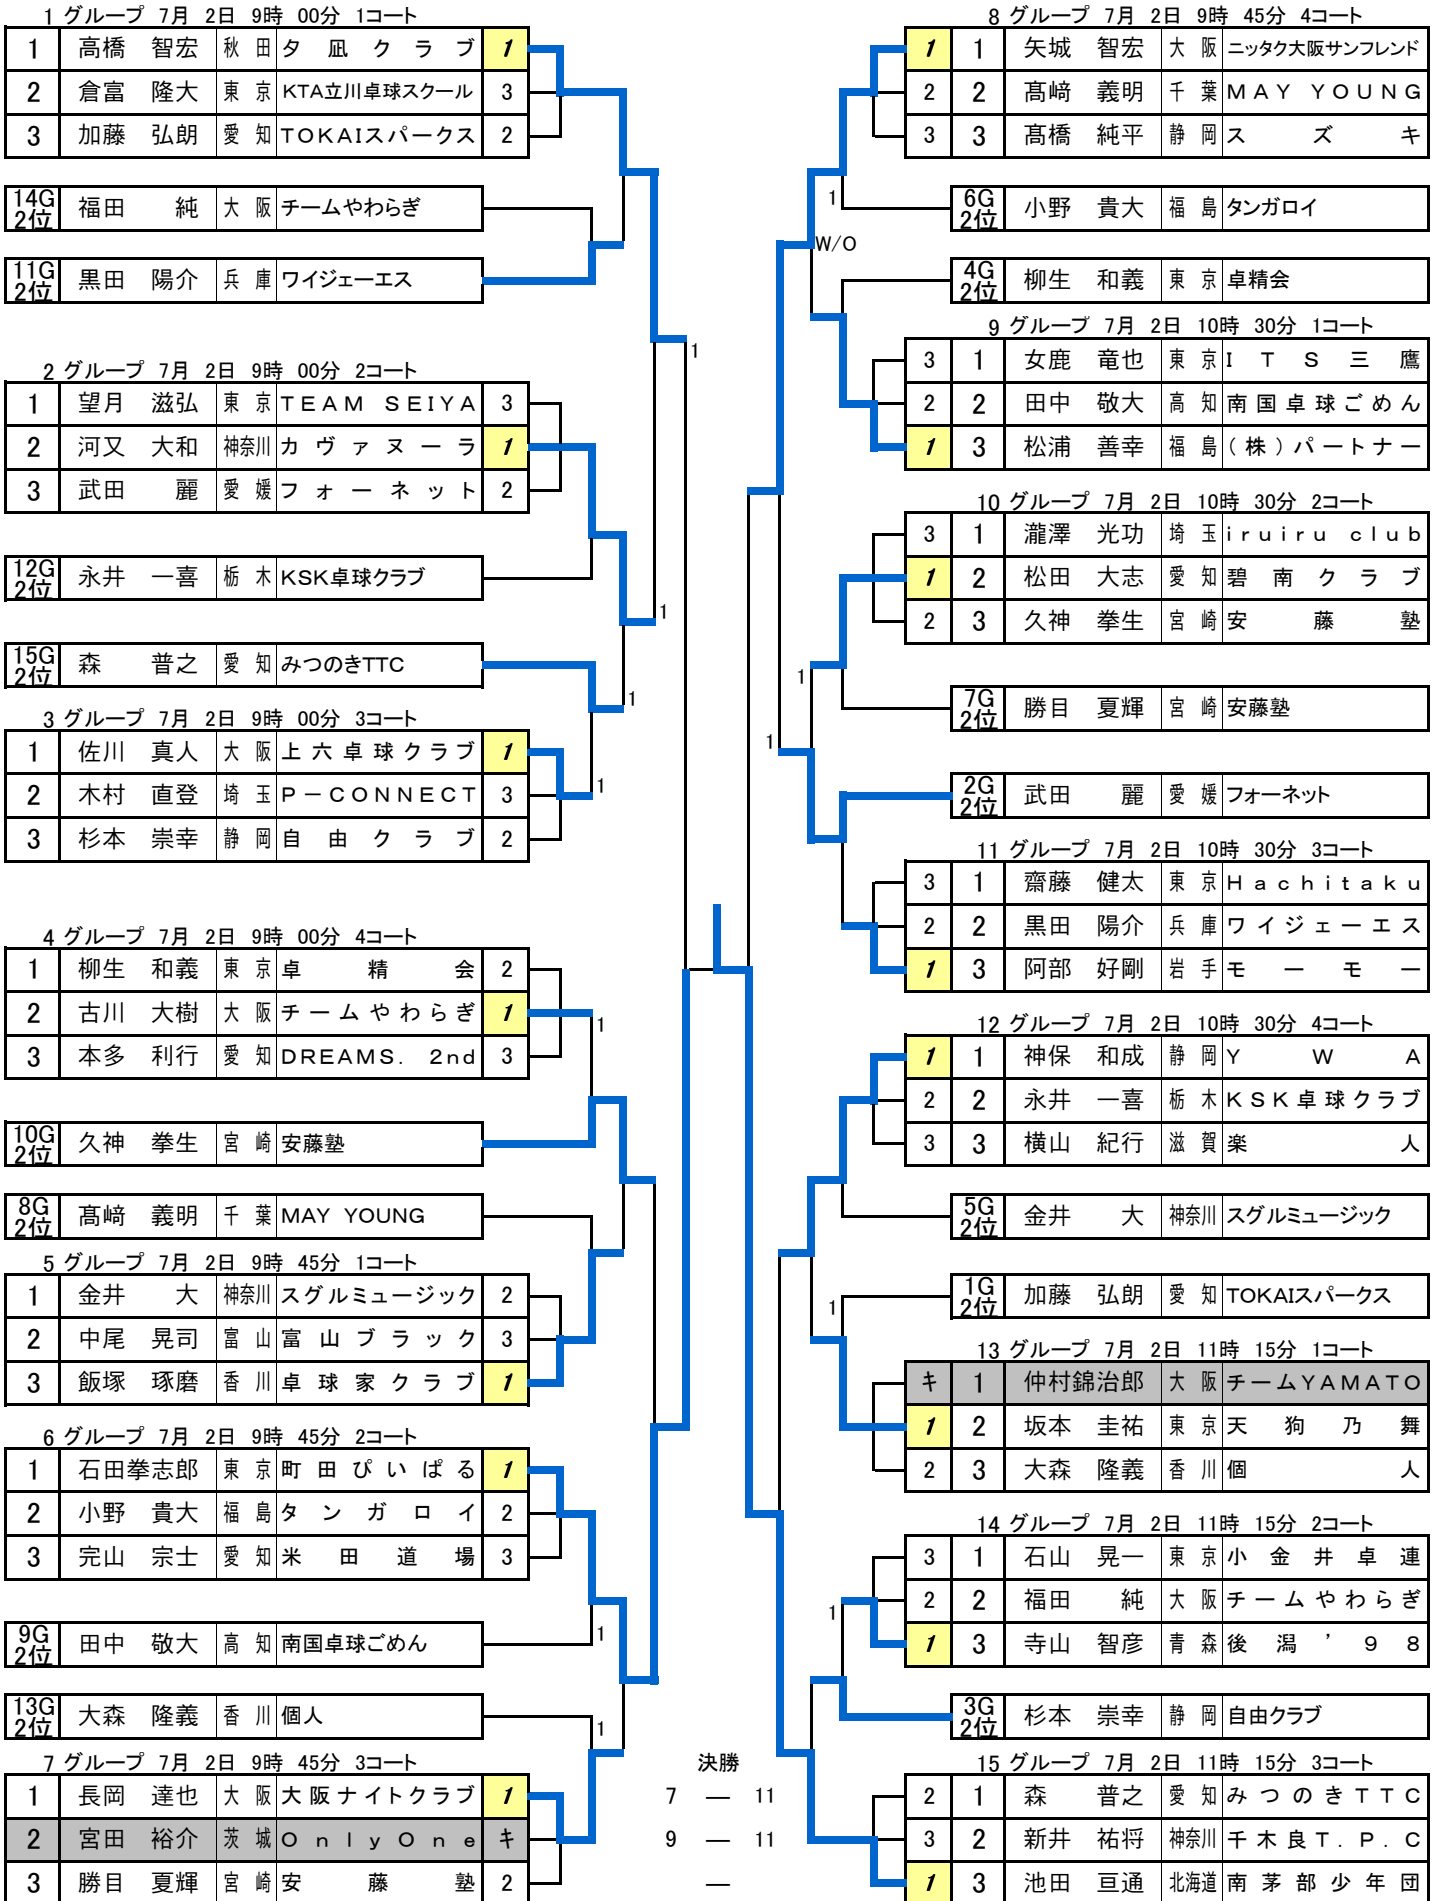 1 グループ 7月 2日 9時 00分 1コート
1 高橋 智宏 秋田 夕凪クラブ 1
2 倉富 隆大 東京 KTA立川卓球スクール 3
3 加藤 弘朗 愛知 TOKAIスパークス 2
14G 2位 福田 純 大阪 チームやわらぎ
11G 2位 黒田 陽介 兵庫 ワイジェーエス
1
2 グループ 7月 2日 9時 00分 2コート
1 望月 滋弘 東京 TEAM SEIYA 3
2 河又 大和 神奈川 カヴァヌーラ 1
3 武田 麗 愛媛 フォーネット 2
12G 2位 永井 一喜 栃木 KSK卓球クラブ
1
15G 2位 森 普之 愛知 みつのきTTC
1
3 グループ 7月 2日 9時 00分 3コート
1 佐川 真人 大阪 上六卓球クラブ 1
2 木村 直登 埼玉 P-CONNECT 3
1
3 杉本 崇幸 静岡 自由クラブ 2
4 グループ 7月 2日 9時 00分 4コート
1 柳生 和義 東京 卓精会 2
2 古川 大樹 大阪 チームやわらぎ 1
1
3 本多 利行 愛知 DREAMS. 2nd 3
10G 2位 久神 拳生 宮崎 安藤塾
8G 2位 髙﨑 義明 千葉 MAY YOUNG
5 グループ 7月 2日 9時 45分 1コート
1 金井 大 神奈川 スグルミュージック 2
2 中尾 晃司 富山 富山ブラック 3
3 飯塚 琢磨 香川 卓球家クラブ 1
6 グループ 7月 2日 9時 45分 2コート
1 石田拳志郎 東京 町田ぴいぱる 1
2 小野 貴大 福島 タンガロイ 2
3 完山 宗士 愛知 米田道場 3
9G 2位 田中 敬大 高知 南国卓球ごめん
1
13G 2位 大森 隆義 香川 個人
1
7 グループ 7月 2日 9時 45分 3コート
1 長岡 達也 大阪 大阪ナイトクラブ 1
2 宮田 裕介 茨城 OnlyOne キ
3 勝目 夏輝 宮崎 安藤塾 2
決勝
7 — 11
9 — 11
—
8 グループ 7月 2日 9時 45分 4コート
1 1 矢城 智宏 大阪 ニッタク大阪サンフレンド
2 2 髙﨑 義明 千葉 MAY YOUNG
3 3 髙橋 純平 静岡 スズキ
1
6G 2位 小野 貴大 福島 タンガロイ
W/O
4G 2位 柳生 和義 東京 卓精会
9 グループ 7月 2日 10時 30分 1コート
3 1 女鹿 竜也 東京 ITS三鷹
2 2 田中 敬大 高知 南国卓球ごめん
1 3 松浦 善幸 福島 (株)パートナー
10 グループ 7月 2日 10時 30分 2コート
3 1 瀧澤 光功 埼玉 iruiru club
1 2 松田 大志 愛知 碧南クラブ
2 3 久神 拳生 宮崎 安藤塾
1
7G 2位 勝目 夏輝 宮崎 安藤塾
1
2G 2位 武田 麗 愛媛 フォーネット
11 グループ 7月 2日 10時 30分 3コート
3 1 齋藤 健太 東京 Hachitaku
2 2 黒田 陽介 兵庫 ワイジェーエス
1 3 阿部 好剛 岩手 モーモー
12 グループ 7月 2日 10時 30分 4コート
1 1 神保 和成 静岡 YWA
2 2 永井 一喜 栃木 KSK卓球クラブ
3 3 横山 紀行 滋賀 楽人
5G 2位 金井 大 神奈川 スグルミュージック
1G 2位 加藤 弘朗 愛知 TOKAIスパークス
1
13 グループ 7月 2日 11時 15分 1コート
キ 1 仲村錦治郎 大阪 チームYAMATO
1 2 坂本 圭祐 東京 天狗乃舞
2 3 大森 隆義 香川 個人
14 グループ 7月 2日 11時 15分 2コート
3 1 石山 晃一 東京 小金井卓連
2 2 福田 純 大阪 チームやわらぎ
1
1 3 寺山 智彦 青森 後潟’98
3G 2位 杉本 崇幸 静岡 自由クラブ
15 グループ 7月 2日 11時 15分 3コート
2 1 森 普之 愛知 みつのきTTC
3 2 新井 祐将 神奈川 千木良T.P.C
1 3 池田 亘通 北海道 南茅部少年団